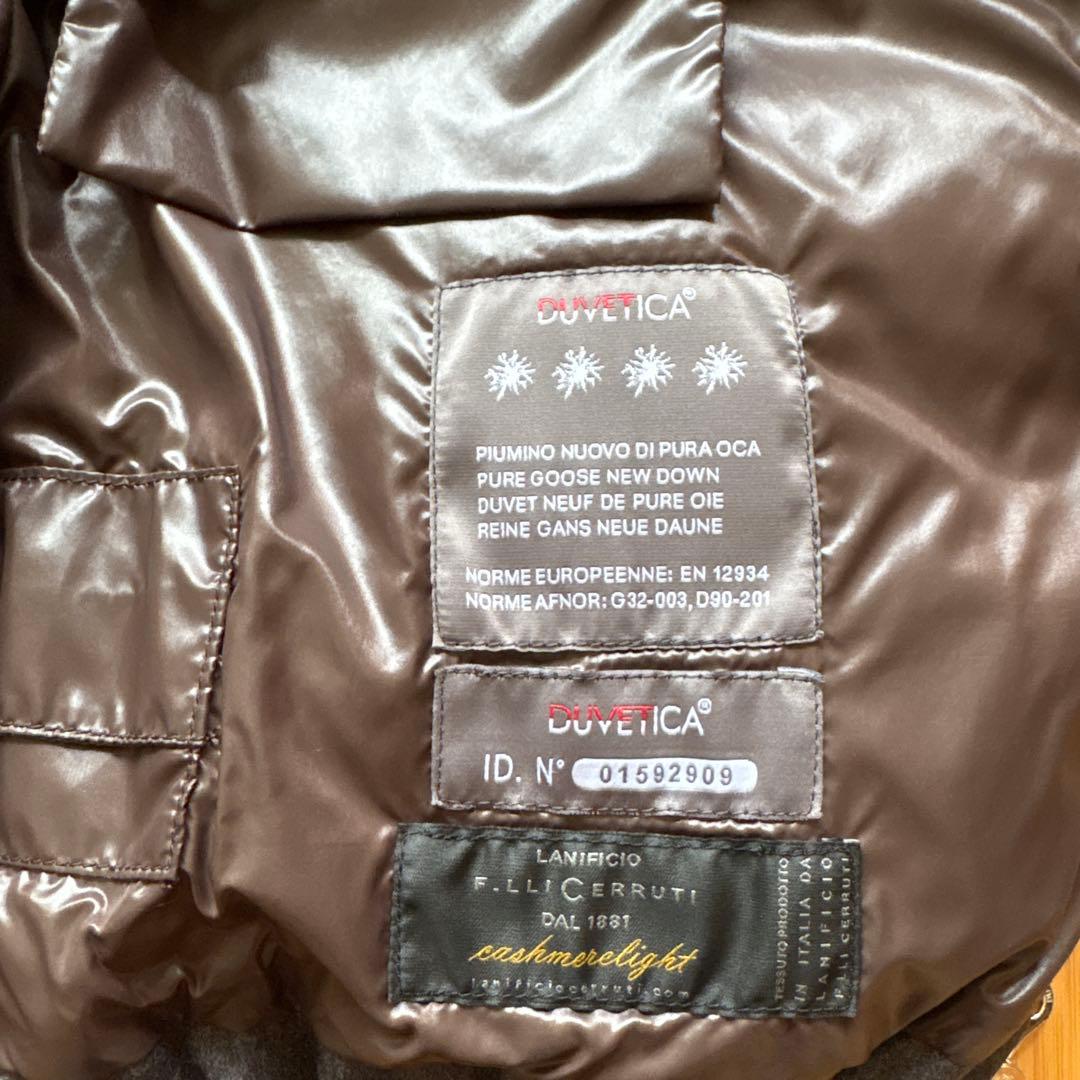 DUVETICA®
PIUMINO NUOVO DI PURA OCA
PURE GOOSE NEW DOWN
DUVET NEUF DE PURE OIE
REINE GANS NEUE DAUNE
NORME EUROPEENNE: EN 12934
NORME AFNOR: G32-003, D90-201
DUVETICA®
ID. N° 01592909
LANIFICIO
F.LLI CERRUTI
DAL 1881
cashmerelight
lanificiocerruti.com
TESSUTO PRODOTTO
IN ITALIA DA
LANIFICIO
F.LLI CERRUTI